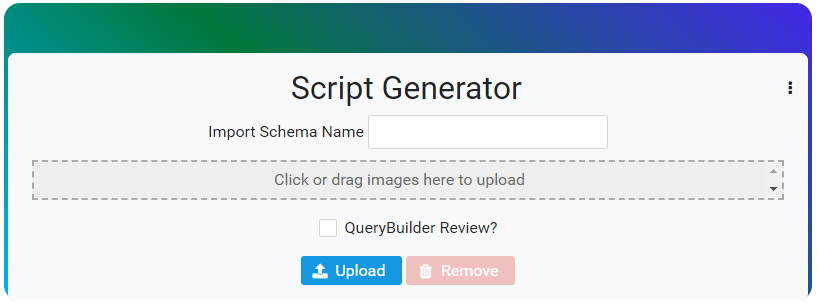 Script Generator
Import Schema Name
Click or drag images here to upload
QueryBuilder Review?
Upload Remove